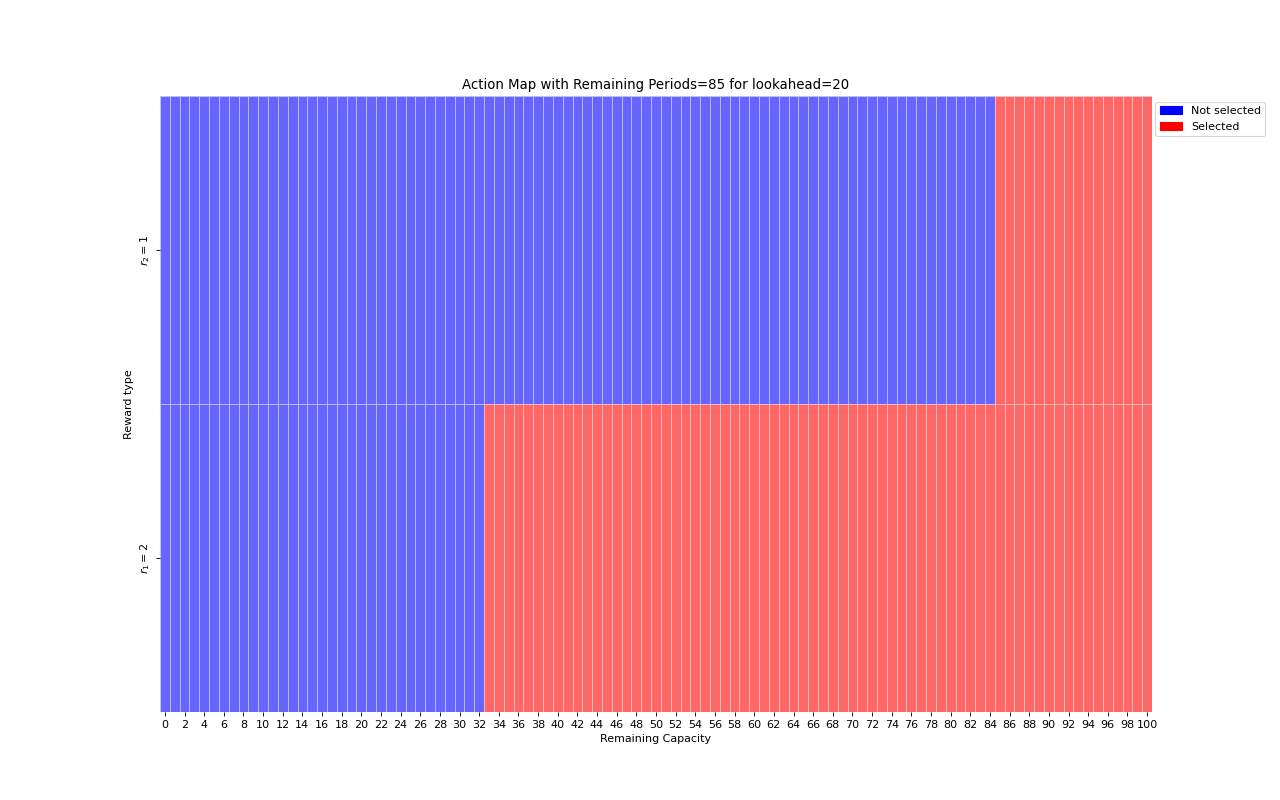 Action Map with Remaining Periods=85 for lookahead=20
Not selected
Selected
r₂ = 1
Reward type
r₁ = 2
0 2 4 6 8 10 12 14 16 18 20 22 24 26 28 30 32 34 36 38 40 42 44 46 48 50 52 54 56 58 60 62 64 66 68 70 72 74 76 78 80 82 84 86 88 90 92 94 96 98 100
Remaining Capacity